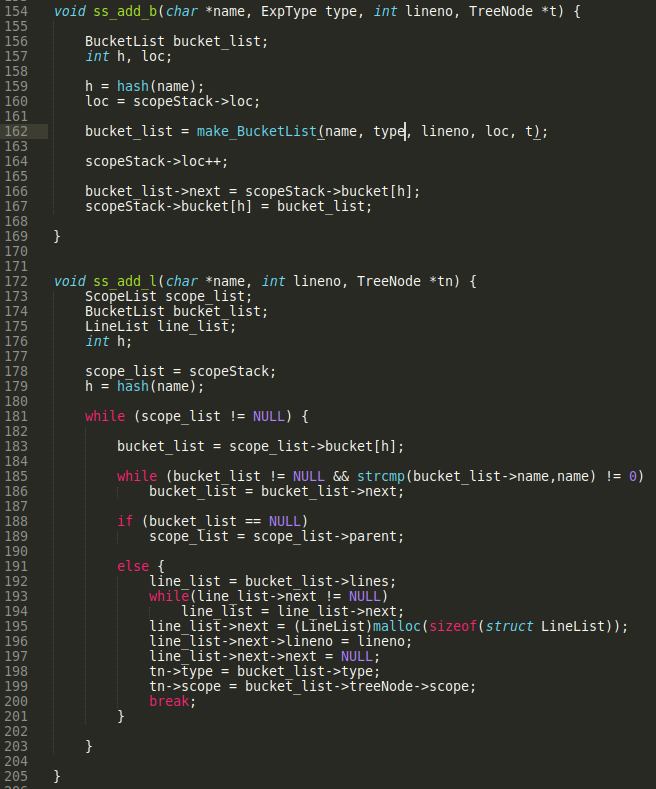 154 void ss_add_b(char *name, ExpType type, int lineno, TreeNode *t) {
155
156     BucketList bucket_list;
157     int h, loc;
158
159     h = hash(name);
160     loc = scopeStack->loc;
161
162     bucket_list = make_BucketList(name, type, lineno, loc, t);
163
164     scopeStack->loc++;
165
166     bucket_list->next = scopeStack->bucket[h];
167     scopeStack->bucket[h] = bucket_list;
168
169 }
170
171
172 void ss_add_l(char *name, int lineno, TreeNode *tn) {
173     ScopeList scope_list;
174     BucketList bucket_list;
175     LineList line_list;
176     int h;
177
178     scope_list = scopeStack;
179     h = hash(name);
180
181     while (scope_list != NULL) {
182
183         bucket_list = scope_list->bucket[h];
184
185         while (bucket_list != NULL && strcmp(bucket_list->name,name) != 0)
186             bucket_list = bucket_list->next;
187
188         if (bucket_list == NULL)
189             scope_list = scope_list->parent;
190
191         else {
192             line_list = bucket_list->lines;
193             while(line_list->next != NULL)
194                 line_list = line_list->next;
195             line_list->next = (LineList)malloc(sizeof(struct LineList));
196             line_list->next->lineno = lineno;
197             line_list->next->next = NULL;
198             tn->type = bucket_list->type;
199             tn->scope = bucket_list->treeNode->scope;
200             break;
201         }
202
203     }
204
205 }